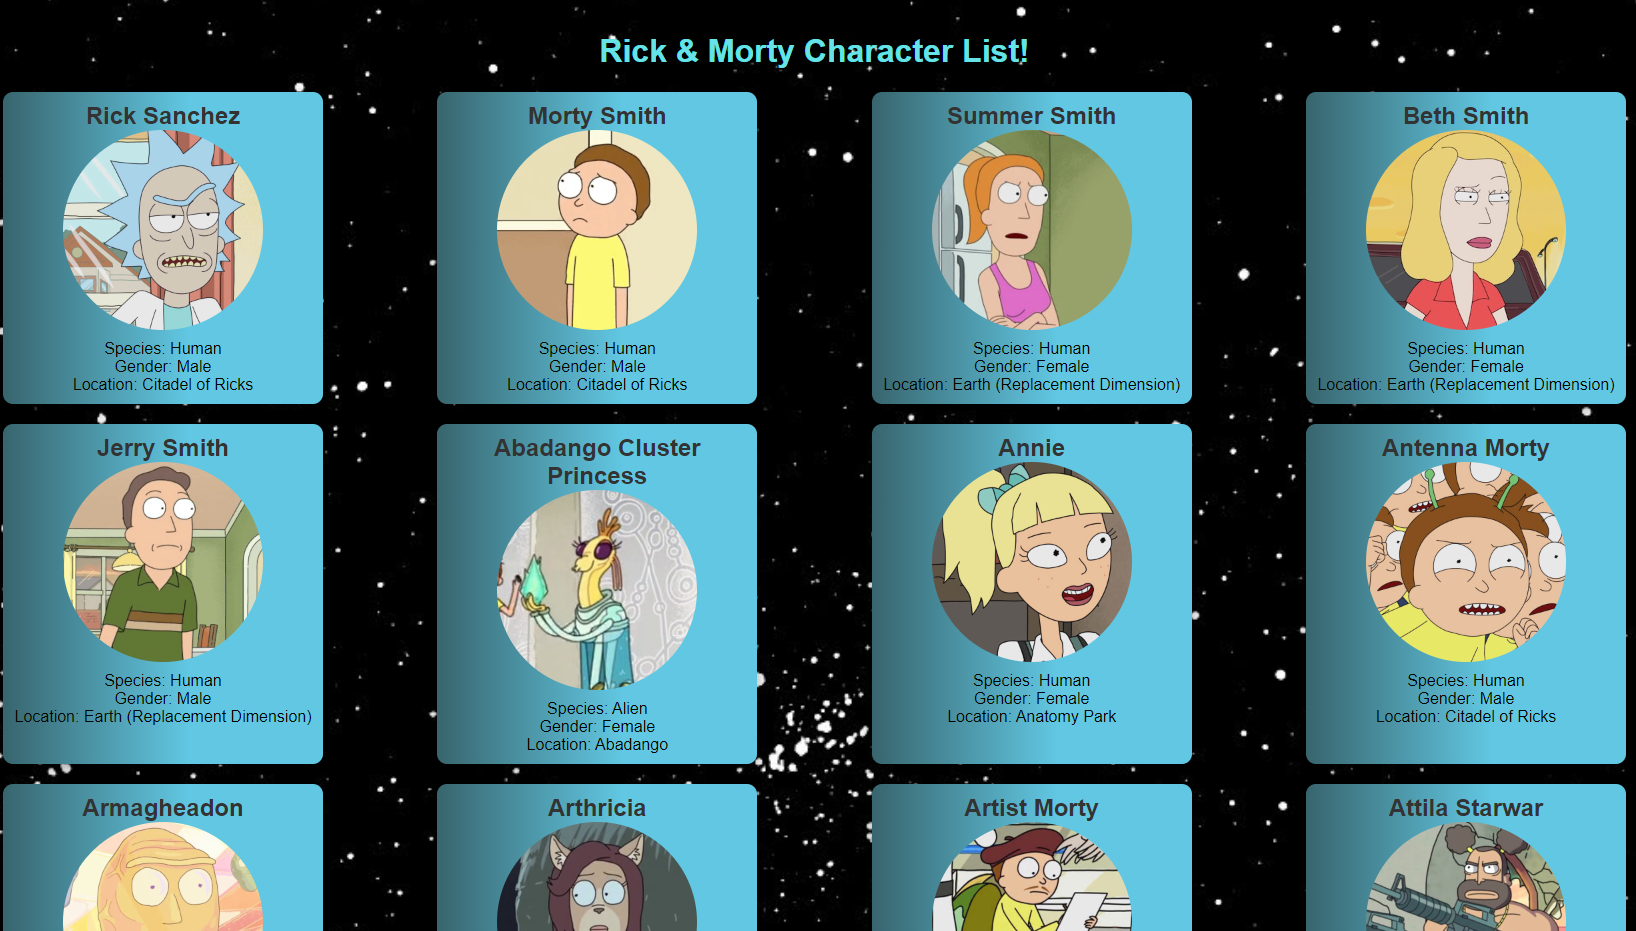 Rick & Morty Character List!
Rick Sanchez
Species: Human
Gender: Male
Location: Citadel of Ricks
Morty Smith
Species: Human
Gender: Male
Location: Citadel of Ricks
Summer Smith
Species: Human
Gender: Female
Location: Earth (Replacement Dimension)
Beth Smith
Species: Human
Gender: Female
Location: Earth (Replacement Dimension)
Jerry Smith
Species: Human
Gender: Male
Location: Earth (Replacement Dimension)
Abadango Cluster
Princess
Species: Alien
Gender: Female
Location: Abadango
Annie
Species: Human
Gender: Female
Location: Anatomy Park
Antenna Morty
Species: Human
Gender: Male
Location: Citadel of Ricks
Armagheadon
Arthricia
Artist Morty
Attila Starwar